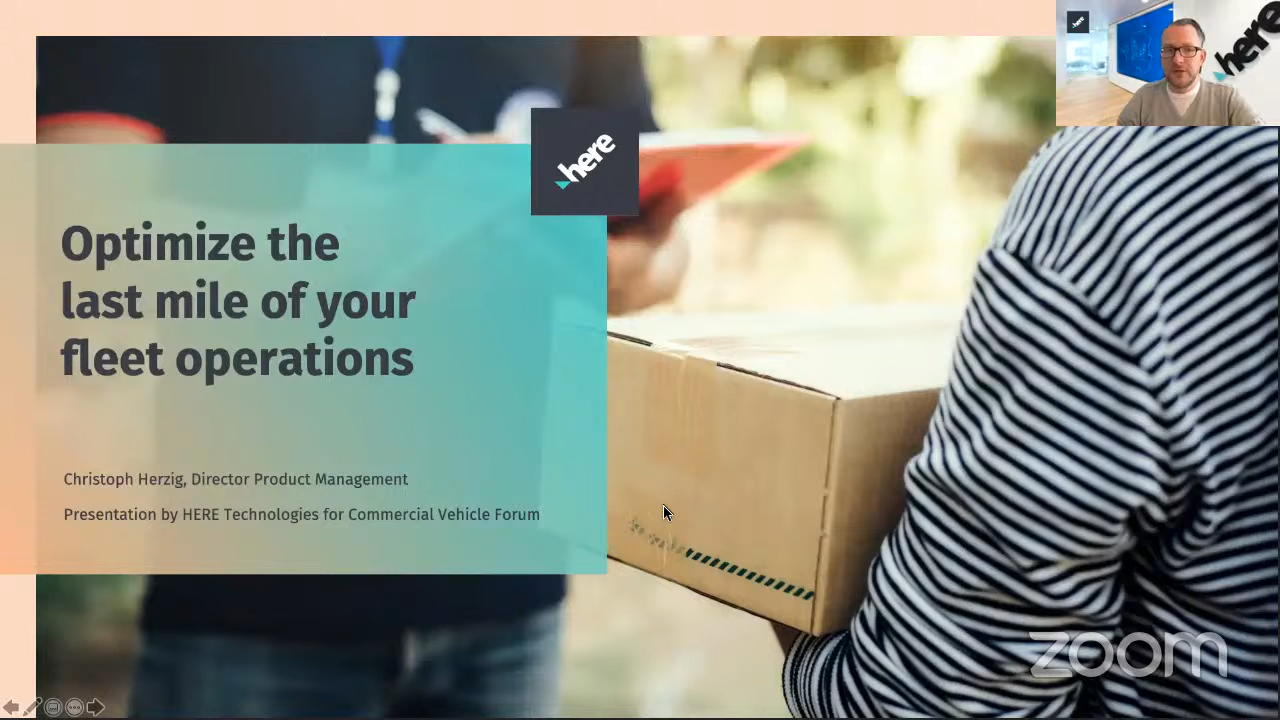 here
here
here
Optimize the
last mile of your
fleet operations
Christoph Herzig, Director Product Management
Presentation by HERE Technologies for Commercial Vehicle Forum
zoom